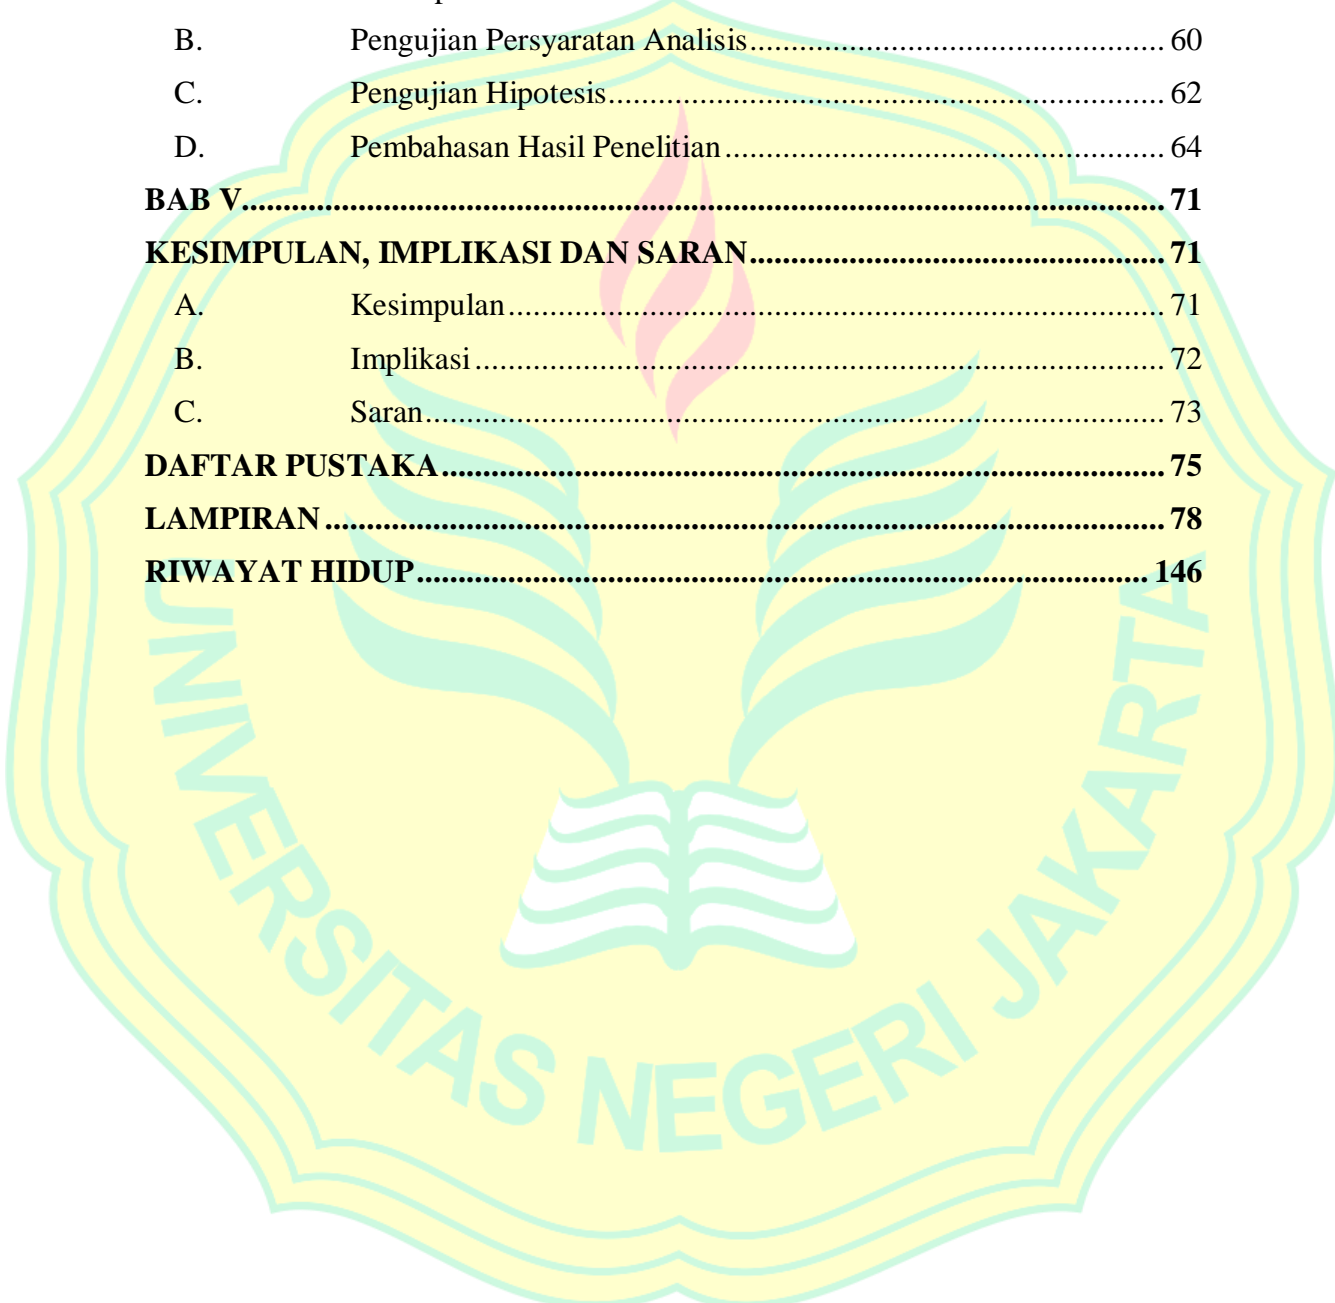 B. Pengujian Persyaratan Analisis.................................................. 60
C. Pengujian Hipotesis................................................................... 62
D. Pembahasan Hasil Penelitian ..................................................... 64
BAB V............................................................................................................... 71
KESIMPULAN, IMPLIKASI DAN SARAN.................................................. 71
A. Kesimpulan ............................................................................... 71
B. Implikasi ................................................................................... 72
C. Saran......................................................................................... 73
DAFTAR PUSTAKA ....................................................................................... 75
LAMPIRAN ..................................................................................................... 78
RIWAYAT HIDUP........................................................................................ 146
UNIVERSITAS NEGERI JAKARTA